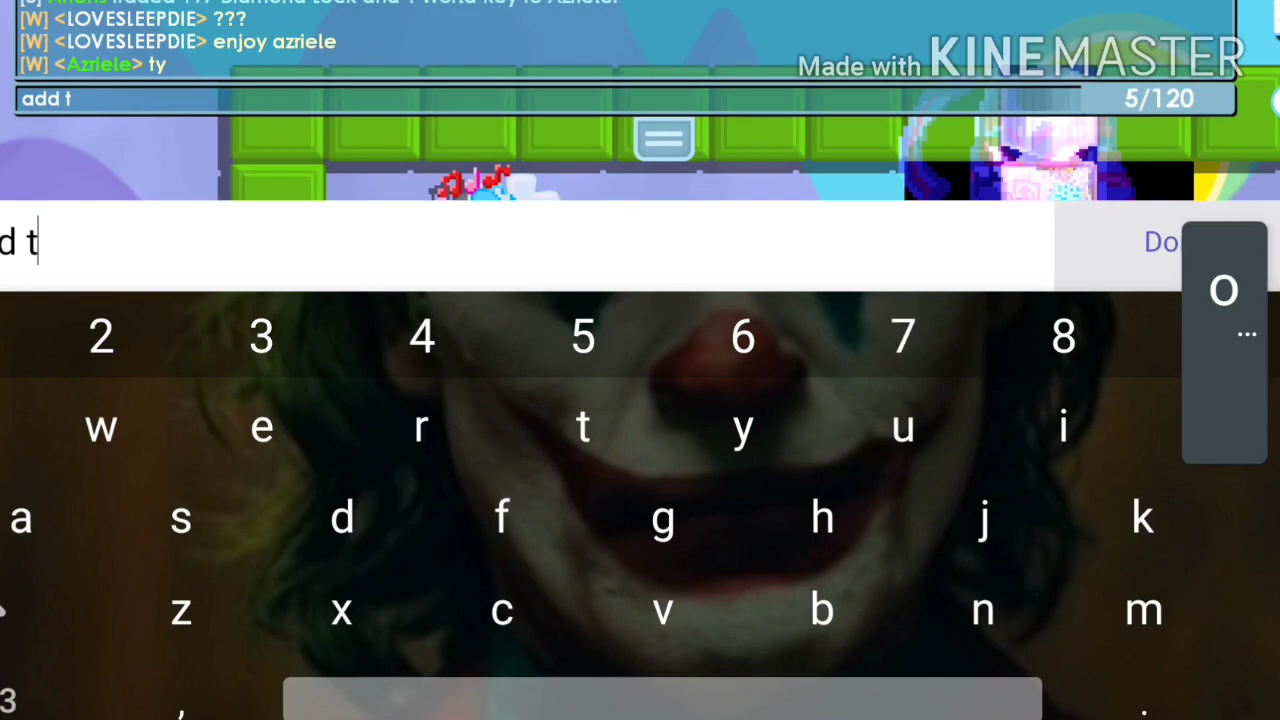 [W] <LOVESLEEPDIE> ???
[W] <LOVESLEEPDIE> enjoy azriele
[W] <Azriele> ty
Made with KINEMASTER
add t
5/120
d t
Do
o
...
2 3 4 5 6 7 8
w e r t y u i
a s d f g h j k
z x c v b n m
3 , .